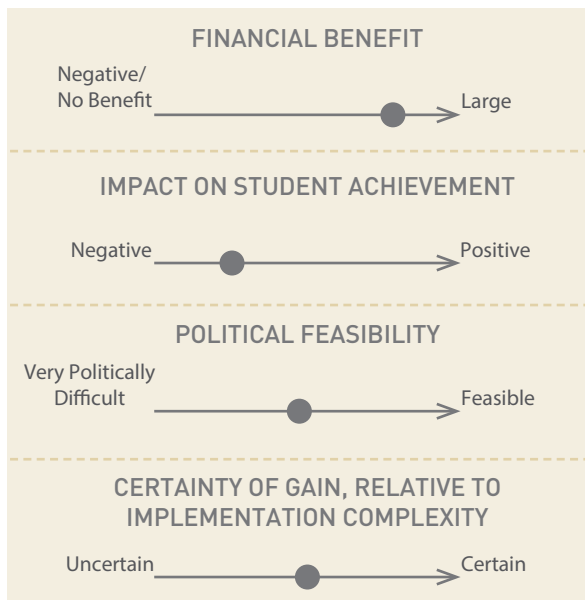 FINANCIAL BENEFIT
Negative/
No Benefit
Large
IMPACT ON STUDENT ACHIEVEMENT
Negative
Positive
POLITICAL FEASIBILITY
Very Politically
Difficult
Feasible
CERTAINTY OF GAIN, RELATIVE TO
IMPLEMENTATION COMPLEXITY
Uncertain
Certain